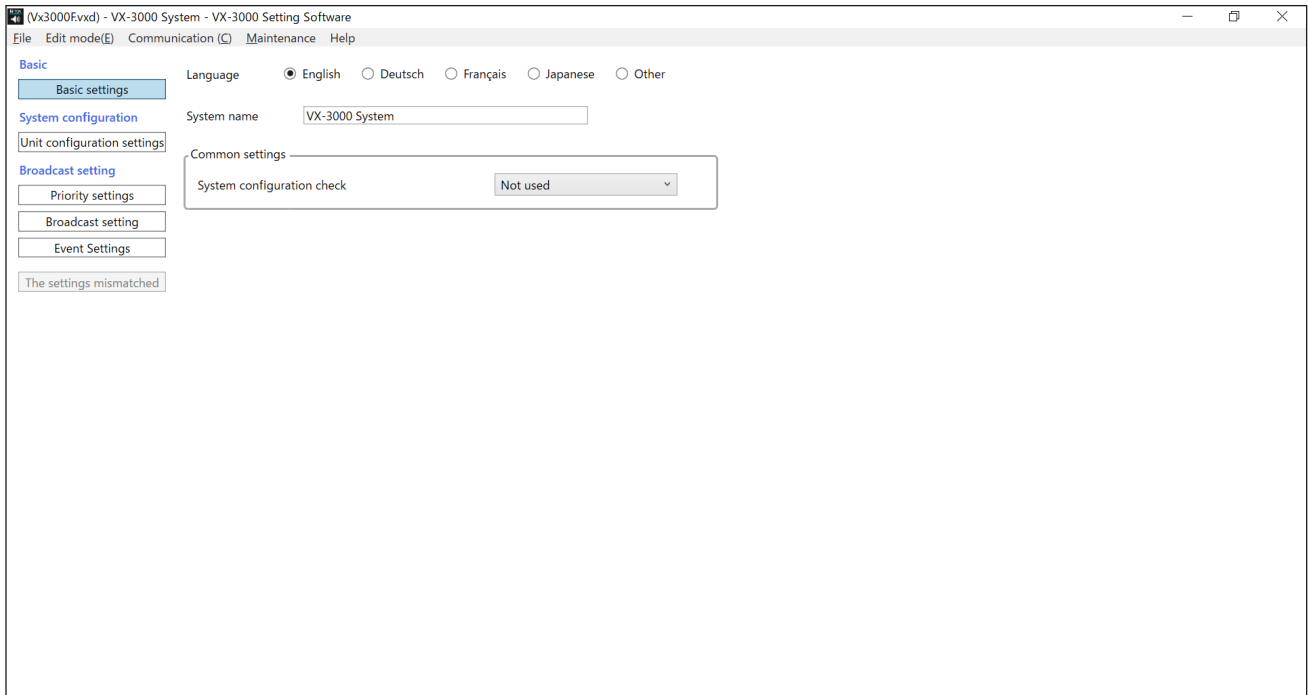 (Vx3000F.vxd) - VX-3000 System - VX-3000 Setting Software
File Edit mode(E) Communication (C) Maintenance Help
Basic
Basic settings
System configuration
Unit configuration settings
Broadcast setting
Priority settings
Broadcast setting
Event Settings
The settings mismatched
Language English Deutsch Français Japanese Other
System name VX-3000 System
Common settings
System configuration check Not used